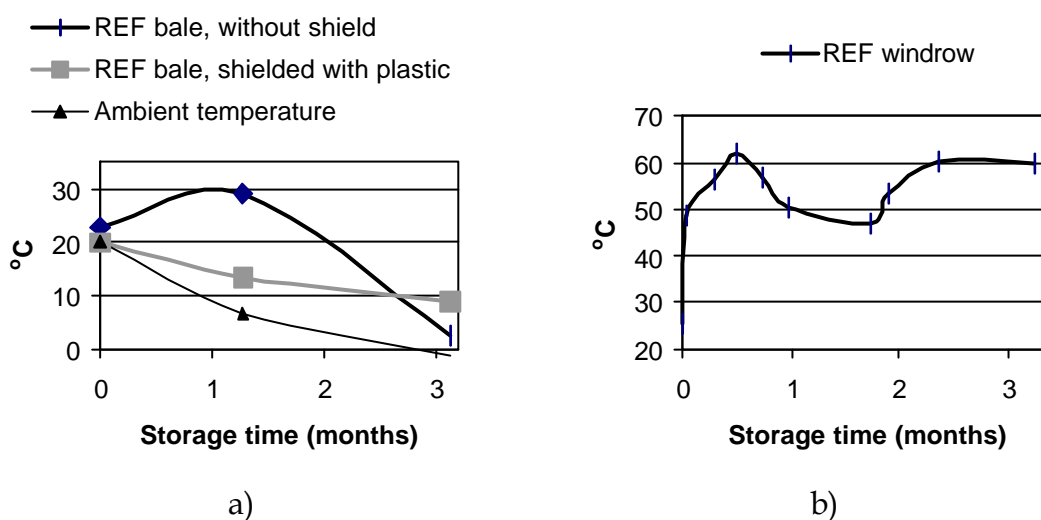 REF bale, without shield
REF bale, shielded with plastic
Ambient temperature
30
20
10
0
°C
0 1 2 3
Storage time (months)
a)
REF windrow
70
60
50
40
30
20
°C
0 1 2 3
Storage time (months)
b)